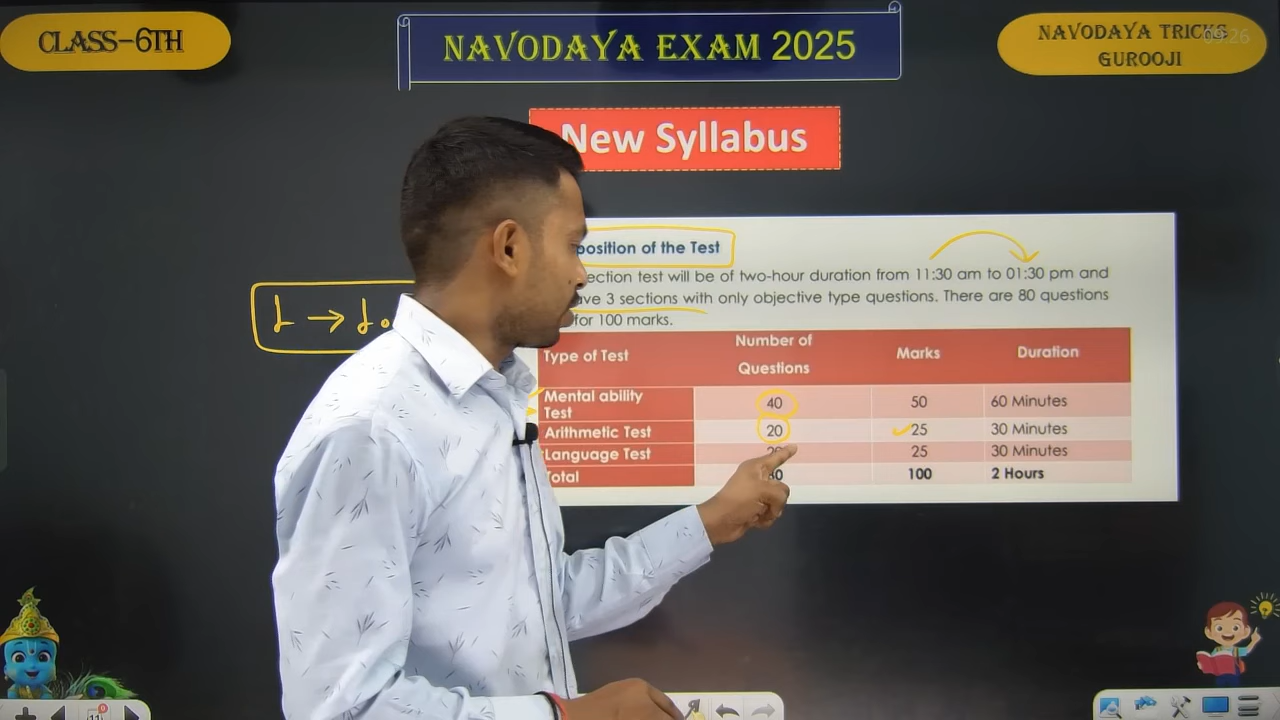 CLASS-6TH
NAVODAYA EXAM 2025
NAVODAYA TRICKS
GUROOJI
New Syllabus
position of the Test
ection test will be of two-hour duration from 11:30 am to 01:30 pm and
ave 3 sections with only objective type questions. There are 80 questions
for 100 marks.
Type of Test Number of Questions Marks Duration
Mental ability Test 40 50 60 Minutes
Arithmetic Test 20 25 30 Minutes
Language Test 25 30 Minutes
Total 80 100 2 Hours